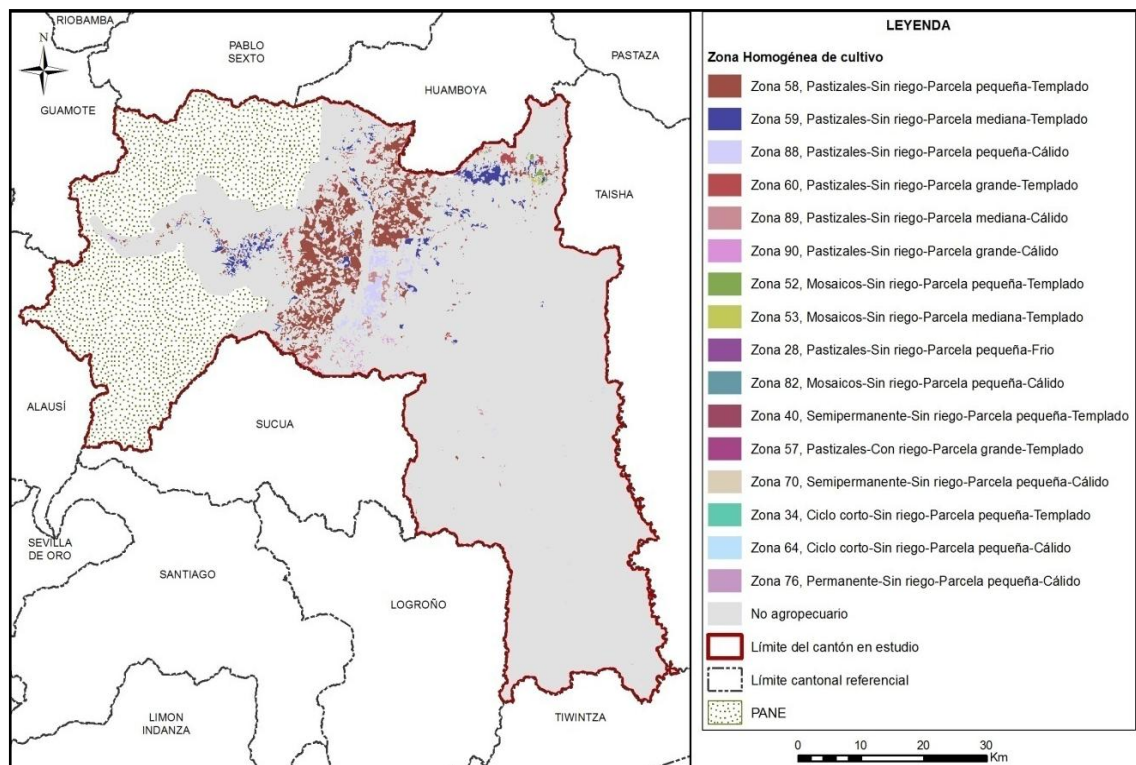 RIOBAMBA
N
PABLO
SEXTO
PASTAZA
GUAMOTE
HUAMBOYA
TAISHA
ALAUSÍ
SUCUA
SEVILLA
DE ORO
SANTIAGO
LOGROÑO
LIMON
INDANZA
TIWINTZA
LEYENDA
Zona Homogénea de cultivo
Zona 58, Pastizales-Sin riego-Parcela pequeña-Templado
Zona 59, Pastizales-Sin riego-Parcela mediana-Templado
Zona 88, Pastizales-Sin riego-Parcela pequeña-Cálido
Zona 60, Pastizales-Sin riego-Parcela grande-Templado
Zona 89, Pastizales-Sin riego-Parcela mediana-Cálido
Zona 90, Pastizales-Sin riego-Parcela grande-Cálido
Zona 52, Mosaicos-Sin riego-Parcela pequeña-Templado
Zona 53, Mosaicos-Sin riego-Parcela mediana-Templado
Zona 28, Pastizales-Sin riego-Parcela pequeña-Frio
Zona 82, Mosaicos-Sin riego-Parcela pequeña-Cálido
Zona 40, Semipermanente-Sin riego-Parcela pequeña-Templado
Zona 57, Pastizales-Con riego-Parcela grande-Templado
Zona 70, Semipermanente-Sin riego-Parcela pequeña-Cálido
Zona 34, Ciclo corto-Sin riego-Parcela pequeña-Templado
Zona 64, Ciclo corto-Sin riego-Parcela pequeña-Cálido
Zona 76, Permanente-Sin riego-Parcela pequeña-Cálido
No agropecuario
Límite del cantón en estudio
Límite cantonal referencial
PANE
0 10 20 30
Km